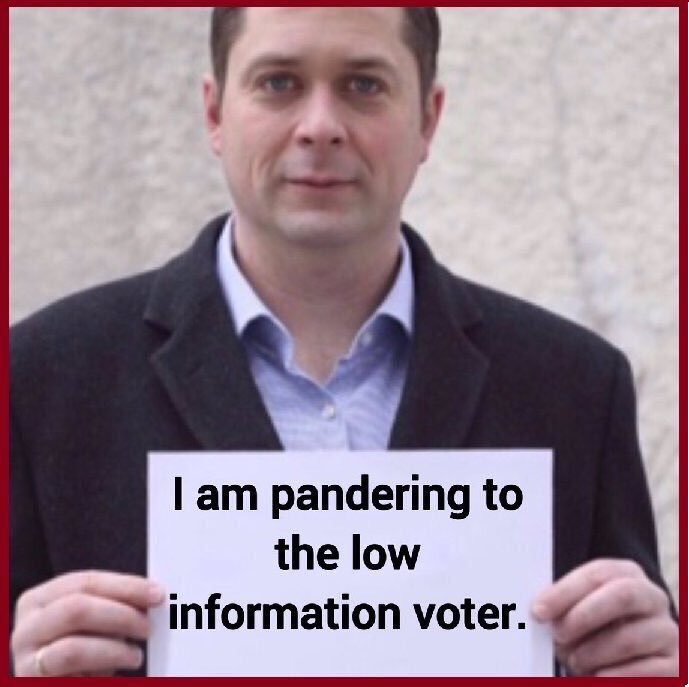 I am pandering to
the low
information voter.